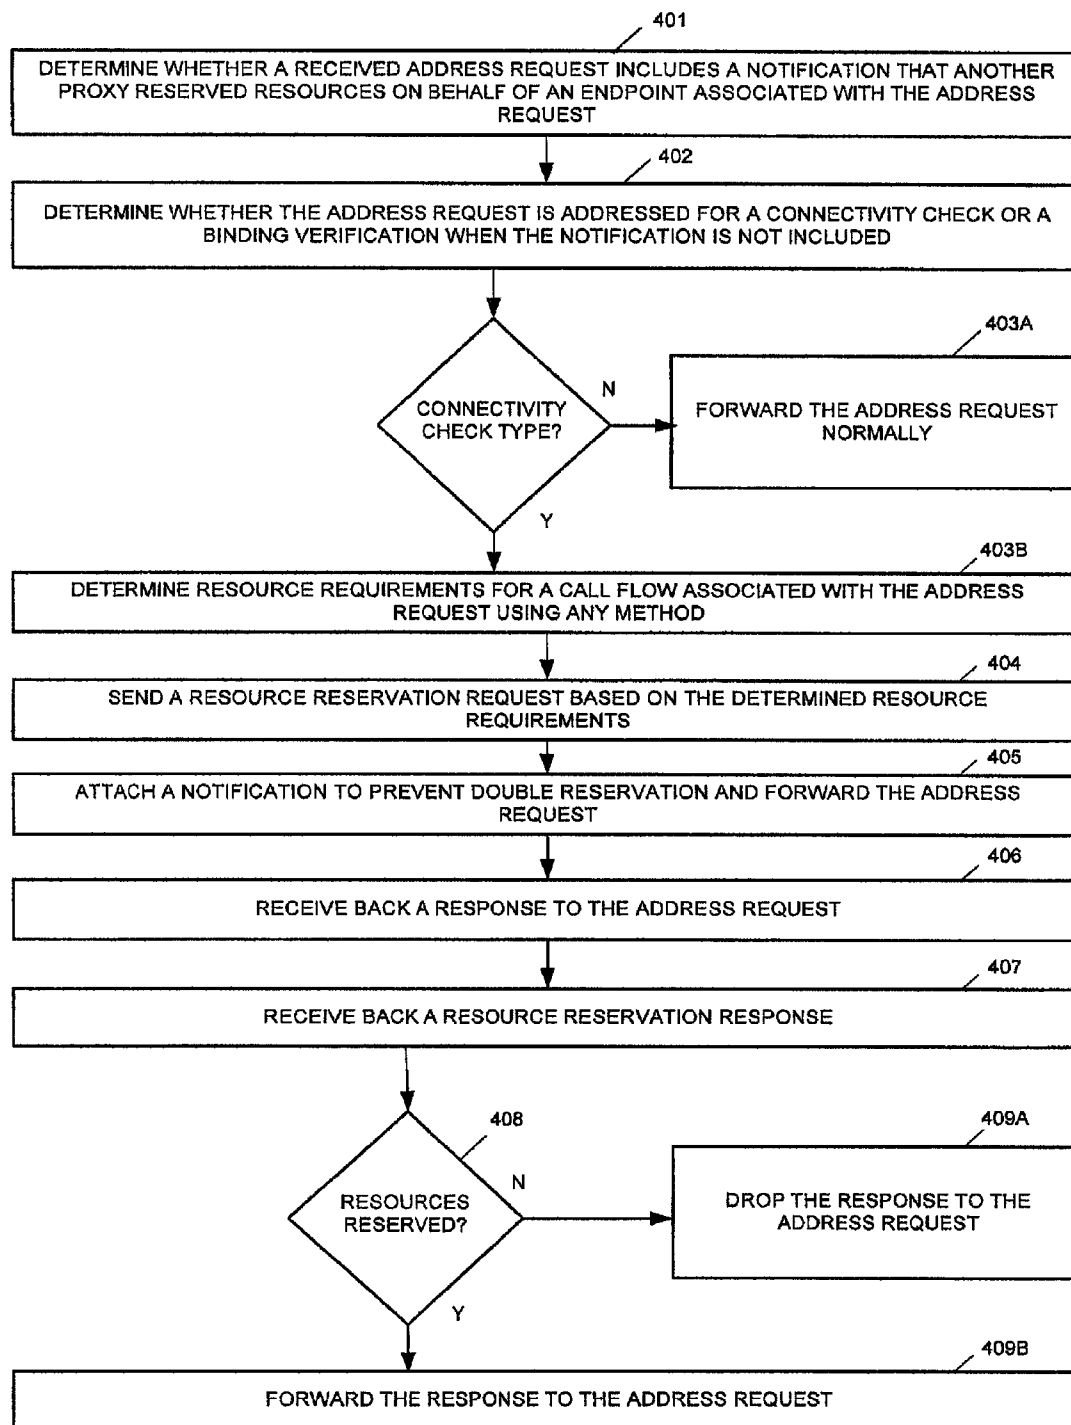 401
DETERMINE WHETHER A RECEIVED ADDRESS REQUEST INCLUDES A NOTIFICATION THAT ANOTHER
PROXY RESERVED RESOURCES ON BEHALF OF AN ENDPOINT ASSOCIATED WITH THE ADDRESS
REQUEST
402
DETERMINE WHETHER THE ADDRESS REQUEST IS ADDRESSED FOR A CONNECTIVITY CHECK OR A
BINDING VERIFICATION WHEN THE NOTIFICATION IS NOT INCLUDED
403A
N
CONNECTIVITY
CHECK TYPE?
FORWARD THE ADDRESS REQUEST
NORMALLY
Y
403B
DETERMINE RESOURCE REQUIREMENTS FOR A CALL FLOW ASSOCIATED WITH THE ADDRESS
REQUEST USING ANY METHOD
404
SEND A RESOURCE RESERVATION REQUEST BASED ON THE DETERMINED RESOURCE
REQUIREMENTS
405
ATTACH A NOTIFICATION TO PREVENT DOUBLE RESERVATION AND FORWARD THE ADDRESS
REQUEST
406
RECEIVE BACK A RESPONSE TO THE ADDRESS REQUEST
407
RECEIVE BACK A RESOURCE RESERVATION RESPONSE
408
409A
N
RESOURCES
RESERVED?
DROP THE RESPONSE TO THE
ADDRESS REQUEST
Y
409B
FORWARD THE RESPONSE TO THE ADDRESS REQUEST